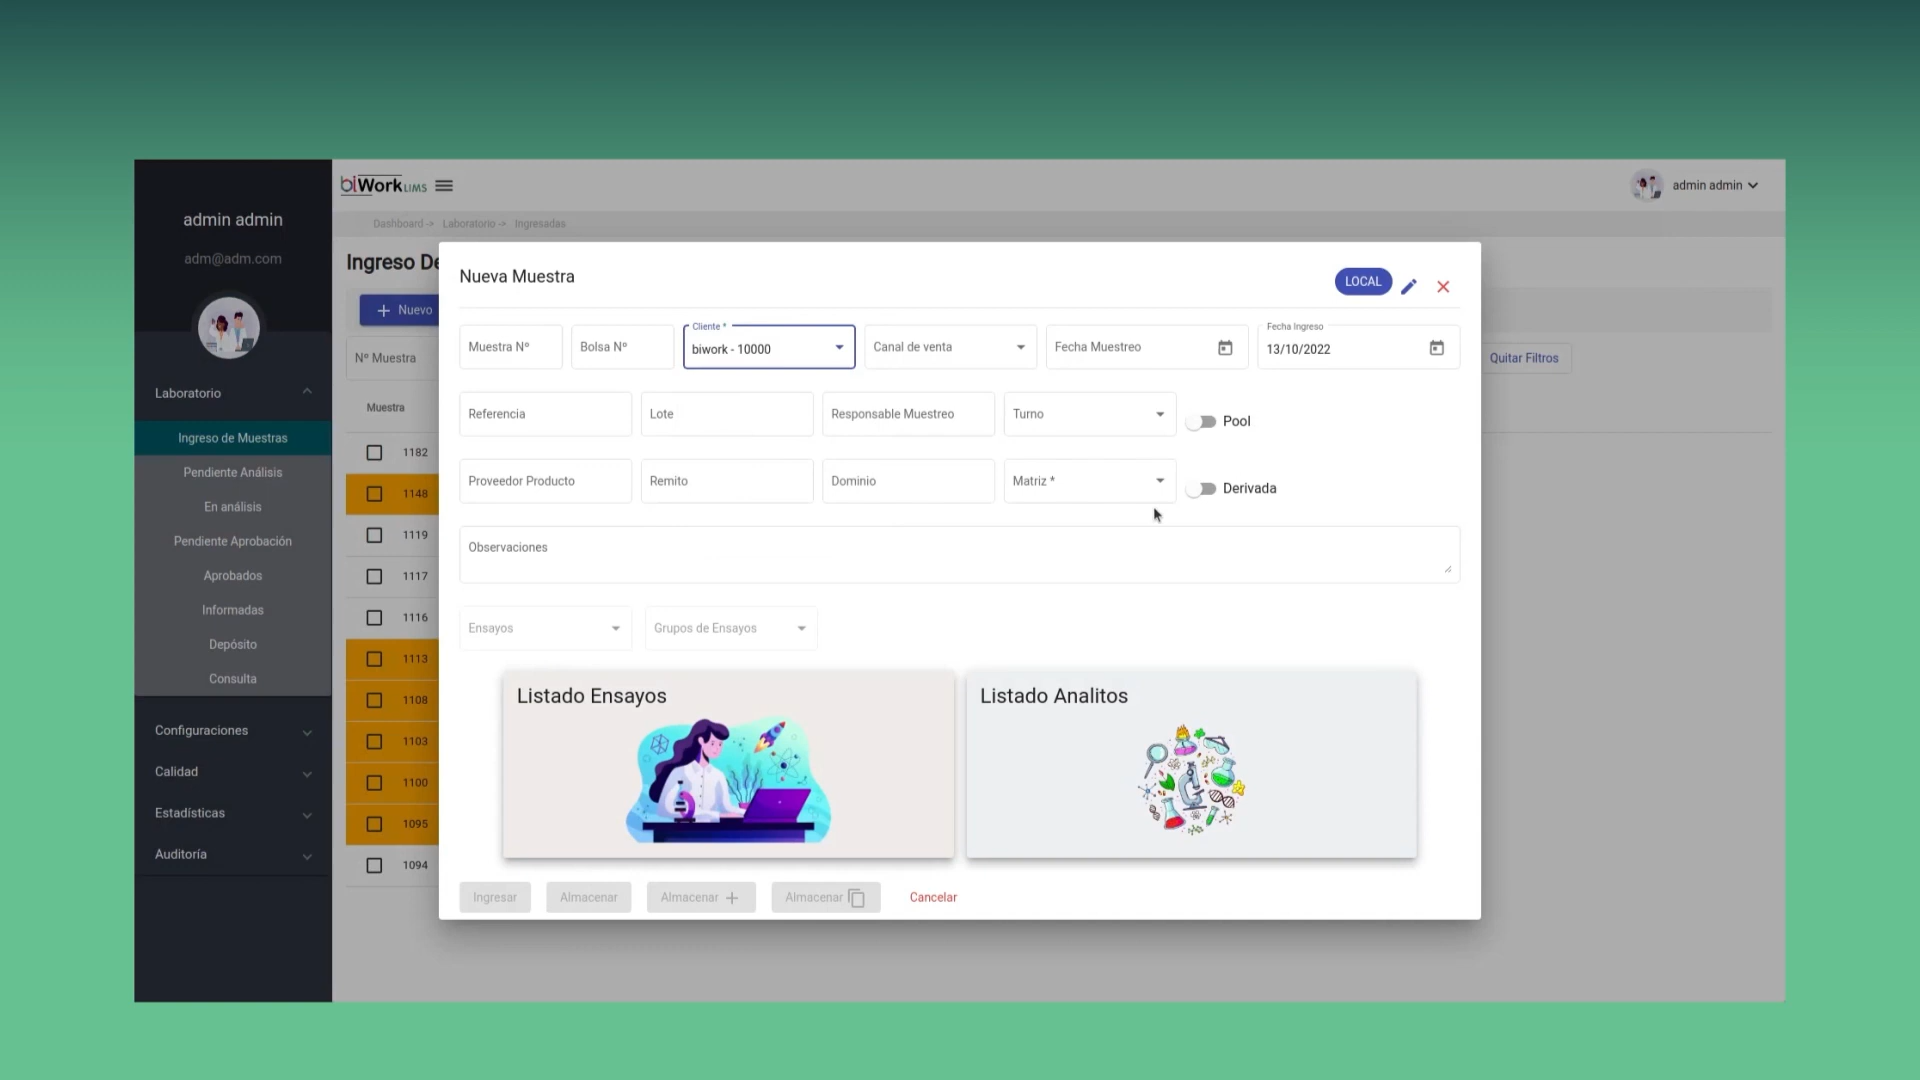 admin admin
adm@adm.com
Laboratorio
Ingreso de Muestras
Pendiente Análisis
En análisis
Pendiente Aprobación
Aprobados
Informadas
Depósito
Consulta
Configuraciones
Calidad
Estadísticas
Auditoría
biWork LIMS
admin admin
Dashboard -> Laboratorio -> Ingresadas
Ingreso De
+ Nuevo
Nº Muestra
Quitar Filtros
Muestra
1182
1148
1119
1117
1116
1113
1108
1103
1100
1095
1094
Nueva Muestra
LOCAL
Muestra Nº
Bolsa Nº
Cliente *
biwork - 10000
Canal de venta
Fecha Muestreo
Fecha Ingreso
13/10/2022
Referencia
Lote
Responsable Muestreo
Turno
Pool
Proveedor Producto
Remito
Dominio
Matriz *
Derivada
Observaciones
Ensayos
Grupos de Ensayos
Listado Ensayos
Listado Analitos
Ingresar
Almacenar
Almacenar +
Almacenar
Cancelar